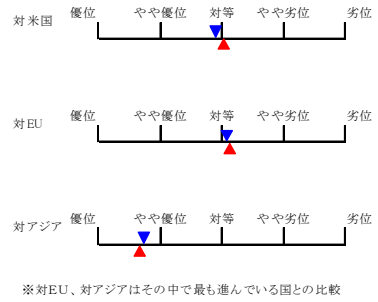 優位 やや優位 対等 やや劣位 劣位
対米国
優位 やや優位 対等 やや劣位 劣位
対EU
優位 やや優位 対等 やや劣位 劣位
対アジア
※対EU、対アジアはその中で最も進んでいる国との比較